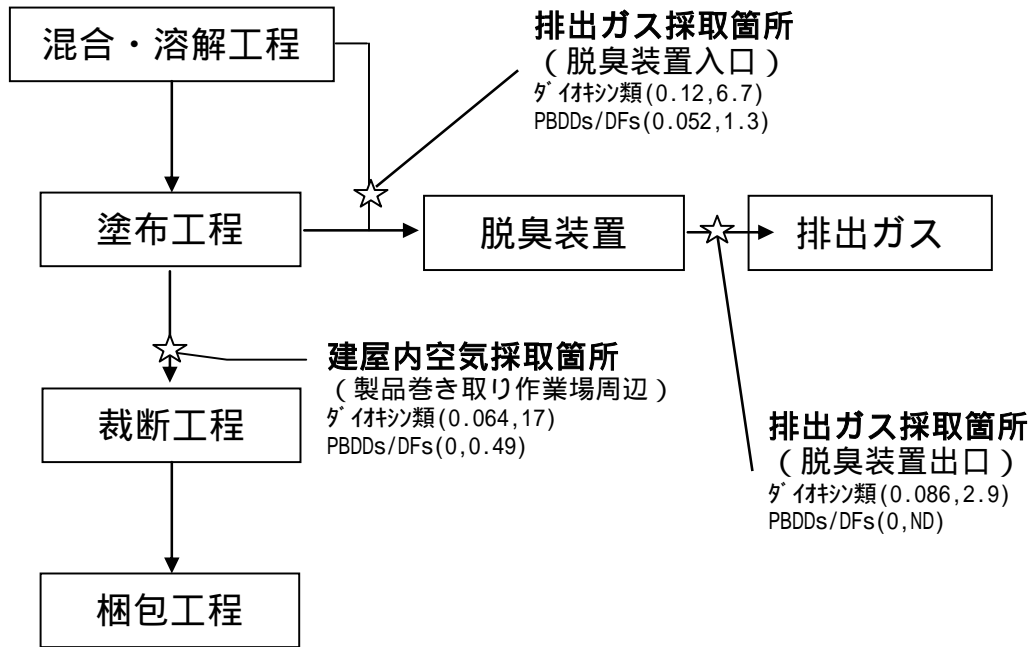 混合・溶解工程
排出ガス採取箇所
(脱臭装置入口)
ﾀﾞｲｵｷｼﾝ類(0.12,6.7)
PBDDs/DFs(0.052,1.3)
塗布工程
脱臭装置
排出ガス
建屋内空気採取箇所
(製品巻き取り作業場周辺)
ﾀﾞｲｵｷｼﾝ類(0.064,17)
PBDDs/DFs(0,0.49)
裁断工程
排出ガス採取箇所
(脱臭装置出口)
ﾀﾞｲｵｷｼﾝ類(0.086,2.9)
PBDDs/DFs(0,ND)
梱包工程